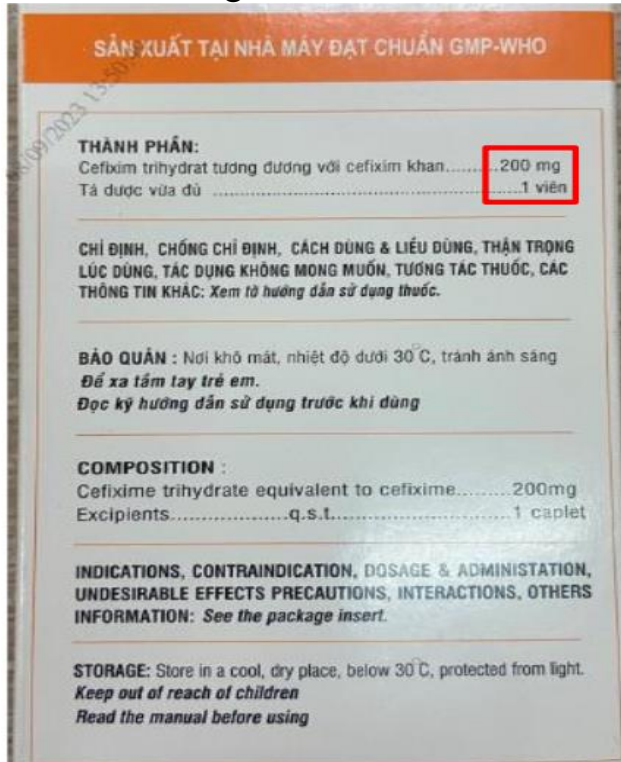 SẢN XUẤT TẠI NHÀ MÁY ĐẠT CHUẨN GMP-WHO
/09/2023 13:50:
THÀNH PHẦN:
Cefixim trihydrat tương đương với cefixim khan..........200 mg
Tá dược vừa đủ ....................................................1 viên
CHỈ ĐỊNH, CHỐNG CHỈ ĐỊNH, CÁCH DÙNG & LIỀU DÙNG, THẬN TRỌNG
LÚC DÙNG, TÁC DỤNG KHÔNG MONG MUỐN, TƯƠNG TÁC THUỐC, CÁC
THÔNG TIN KHÁC: Xem tờ hướng dẫn sử dụng thuốc.
BẢO QUẢN : Nơi khô mát, nhiệt độ dưới 30°C, tránh ánh sáng
Để xa tầm tay trẻ em.
Đọc kỹ hướng dẫn sử dụng trước khi dùng
COMPOSITION :
Cefixime trihydrate equivalent to cefixime.........200mg
Excipients.................q.s.t..........................1 caplet
INDICATIONS, CONTRAINDICATION, DOSAGE & ADMINISTATION,
UNDESIRABLE EFFECTS PRECAUTIONS, INTERACTIONS, OTHERS
INFORMATION: See the package insert.
STORAGE: Store in a cool, dry place, below 30°C, protected from light.
Keep out of reach of children
Read the manual before using